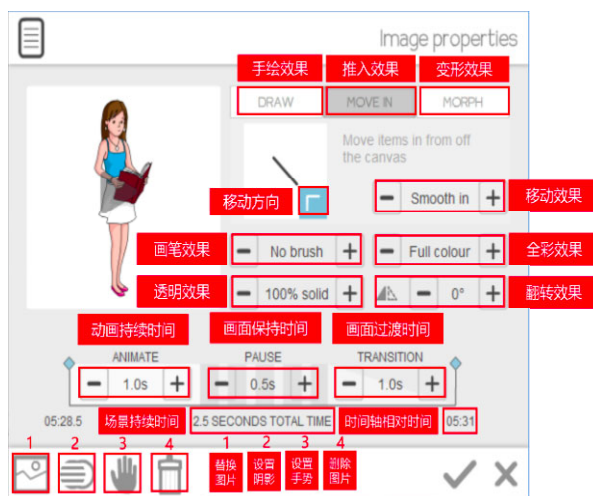 Image properties
手绘效果 推入效果 变形效果
DRAW MOVE IN MORPH
Move items in from off
the canvas
移动方向 - Smooth in + 移动效果
画笔效果 - No brush + - Full colour + 全彩效果
透明效果 - 100% solid + - 0° + 翻转效果
动画持续时间 画面保持时间 画面过渡时间
ANIMATE PAUSE TRANSITION
- 1.0s + - 0.5s + - 1.0s +
05:28.5 场景持续时间 2.5 SECONDS TOTAL TIME 时间轴相对时间 05:31
1 2 3 4 1 2 3 4
替换 设置 设置 删除
图片 阴影 手势 图片